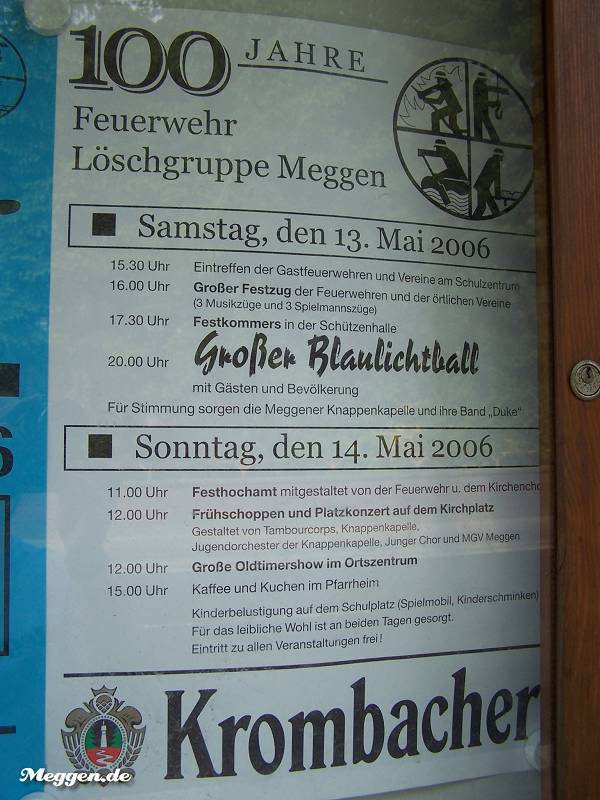 100 JAHRE
Feuerwehr
Löschgruppe Meggen
Samstag, den 13. Mai 2006
15.30 Uhr Eintreffen der Gastfeuerwehren und Vereine am Schulzentrum
16.00 Uhr Großer Festzug der Feuerwehren und der örtlichen Vereine
(3 Musikzüge und 3 Spielmannszüge)
17.30 Uhr Festkommers in der Schützenhalle
20.00 Uhr Großer Blaulichtball
mit Gästen und Bevölkerung
Für Stimmung sorgen die Meggener Knappenkapelle und ihre Band „Duke“
Sonntag, den 14. Mai 2006
11.00 Uhr Festhochamt mitgestaltet von der Feuerwehr u. dem Kirchencho
12.00 Uhr Frühschoppen und Platzkonzert auf dem Kirchplatz
Gestaltet von Tambourcorps, Knappenkapelle,
Jugendorchester der Knappenkapelle, Junger Chor und MGV Meggen
12.00 Uhr Große Oldtimershow im Ortszentrum
15.00 Uhr Kaffee und Kuchen im Pfarrheim
Kinderbelustigung auf dem Schulplatz (Spielmobil, Kinderschminken)
Für das leibliche Wohl ist an beiden Tagen gesorgt.
Eintritt zu allen Veranstaltungen frei!
Krombacher
Meggen.de